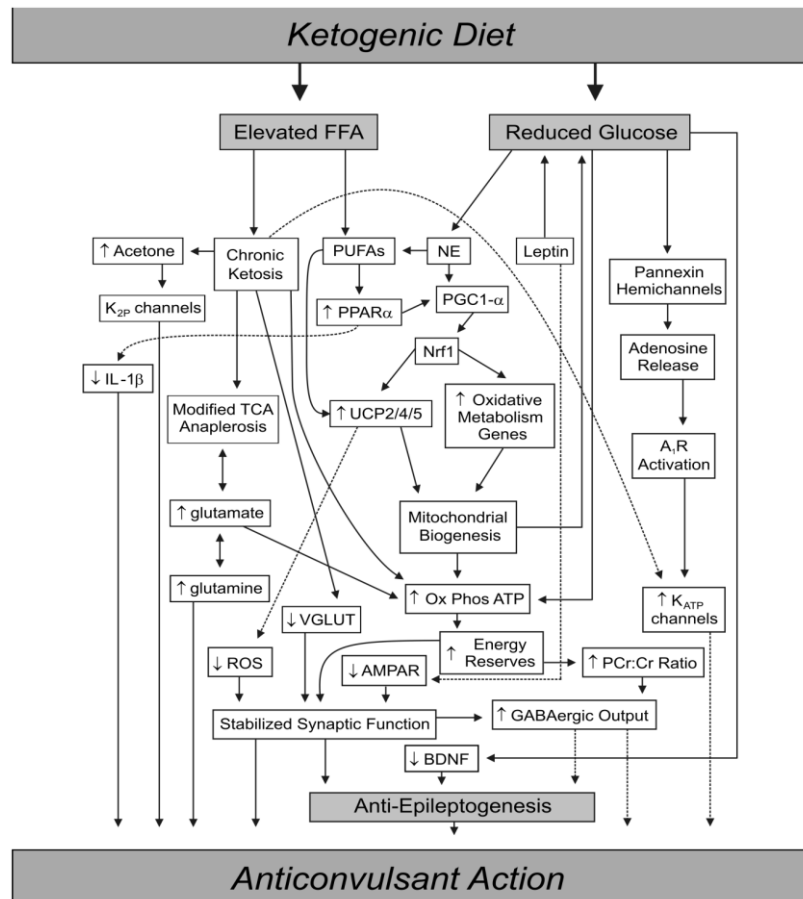 Ketogenic Diet
Elevated FFA
Reduced Glucose
↑ Acetone
Chronic
Ketosis
PUFAs
NE
Leptin
Pannexin
Hemichannels
K₂P channels
↑ PPARα
PGC1-α
↓ IL-1β
Nrf1
Adenosine
Release
Modified TCA
Anaplerosis
↑ UCP2/4/5
↑ Oxidative
Metabolism
Genes
A₁R
Activation
↑ glutamate
Mitochondrial
Biogenesis
↑ glutamine
↑ Ox Phos ATP
↑ KATP
channels
↓ VGLUT
↑ Energy
Reserves
↓ ROS
↓ AMPAR
↑ PCr:Cr Ratio
Stabilized Synaptic Function
↑ GABAergic Output
↓ BDNF
Anti-Epileptogenesis
Anticonvulsant Action